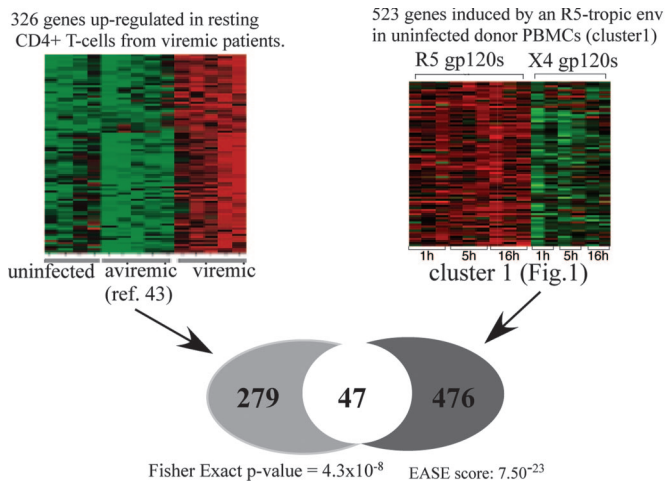 326 genes up-regulated in resting
CD4+ T-cells from viremic patients.
523 genes induced by an R5-tropic env
in uninfected donor PBMCs (cluster1)
R5 gp120s X4 gp120s
uninfected aviremic viremic
(ref. 43)
1h 5h 16h 1h 5h 16h
cluster 1 (Fig.1)
279 47 476
Fisher Exact p-value = 4.3x10-8 EASE score: 7.50-23